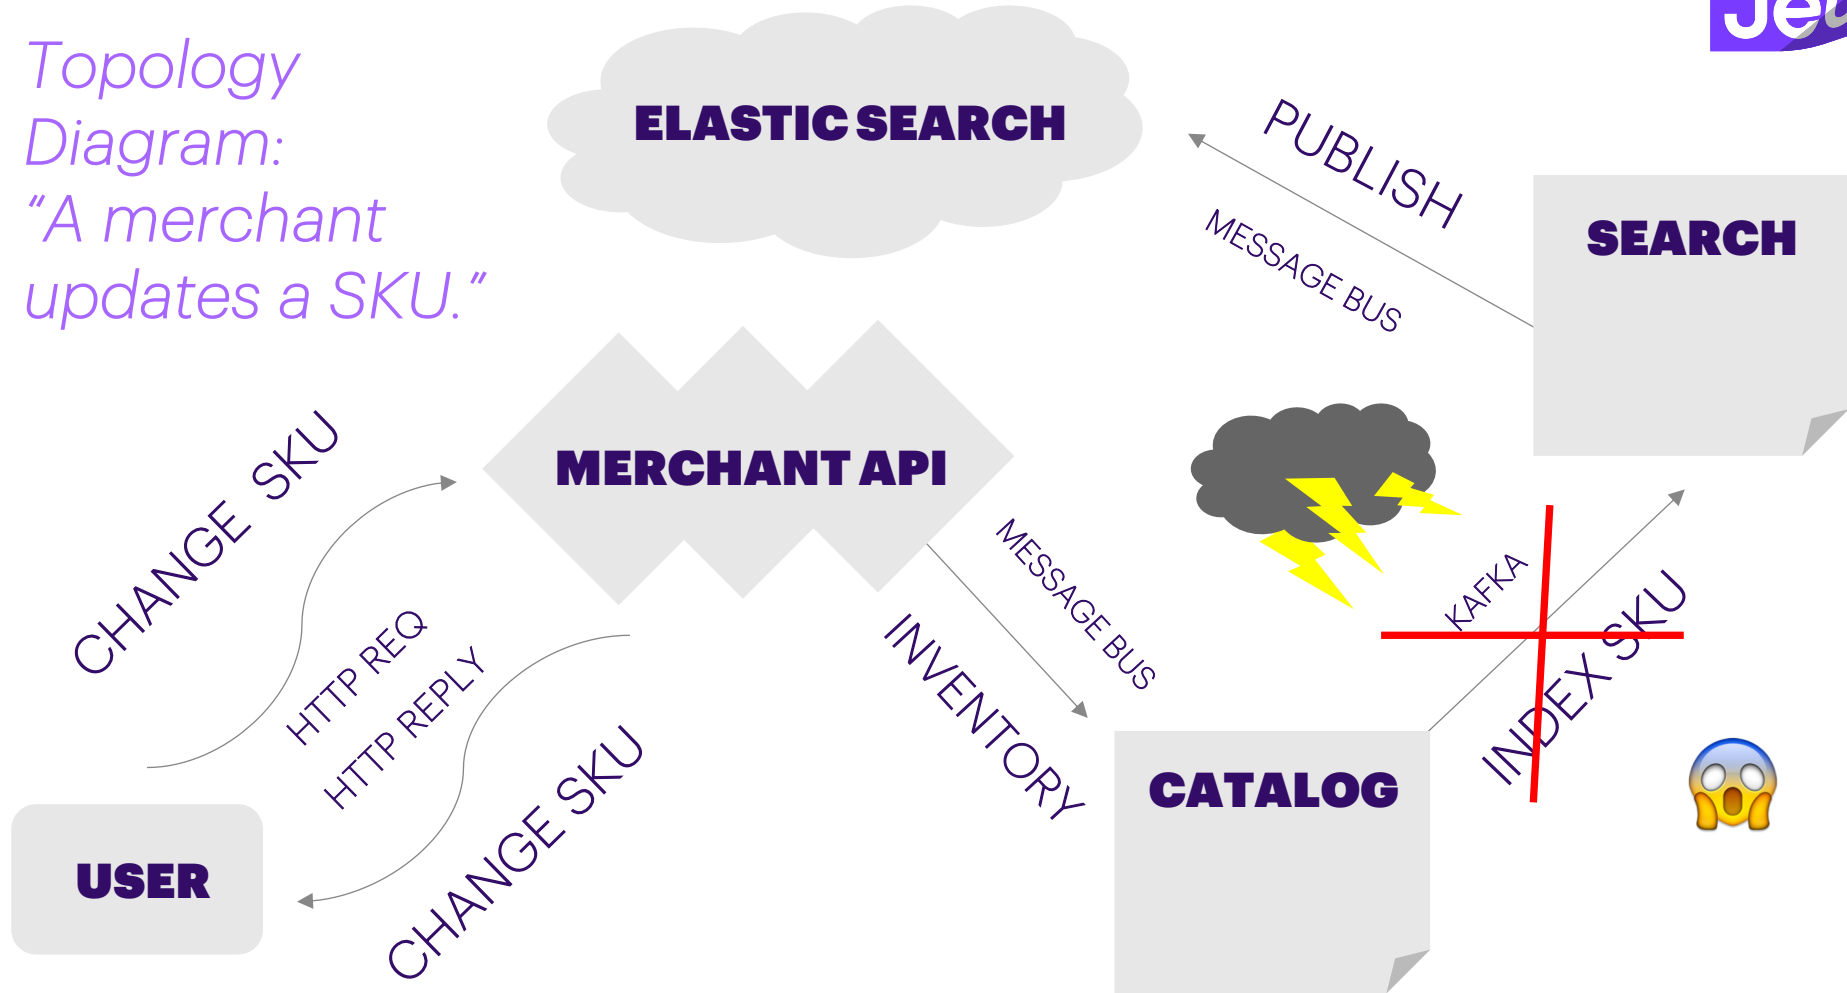 Topology
Diagram:
“A merchant
updates a SKU.”
ELASTIC SEARCH
PUBLISH
MESSAGE BUS
SEARCH
CHANGE SKU
HTTP REQ
HTTP REPLY
CHANGE SKU
MERCHANT API
MESSAGE BUS
INVENTORY
KAFKA
INDEX SKU
USER
CATALOG